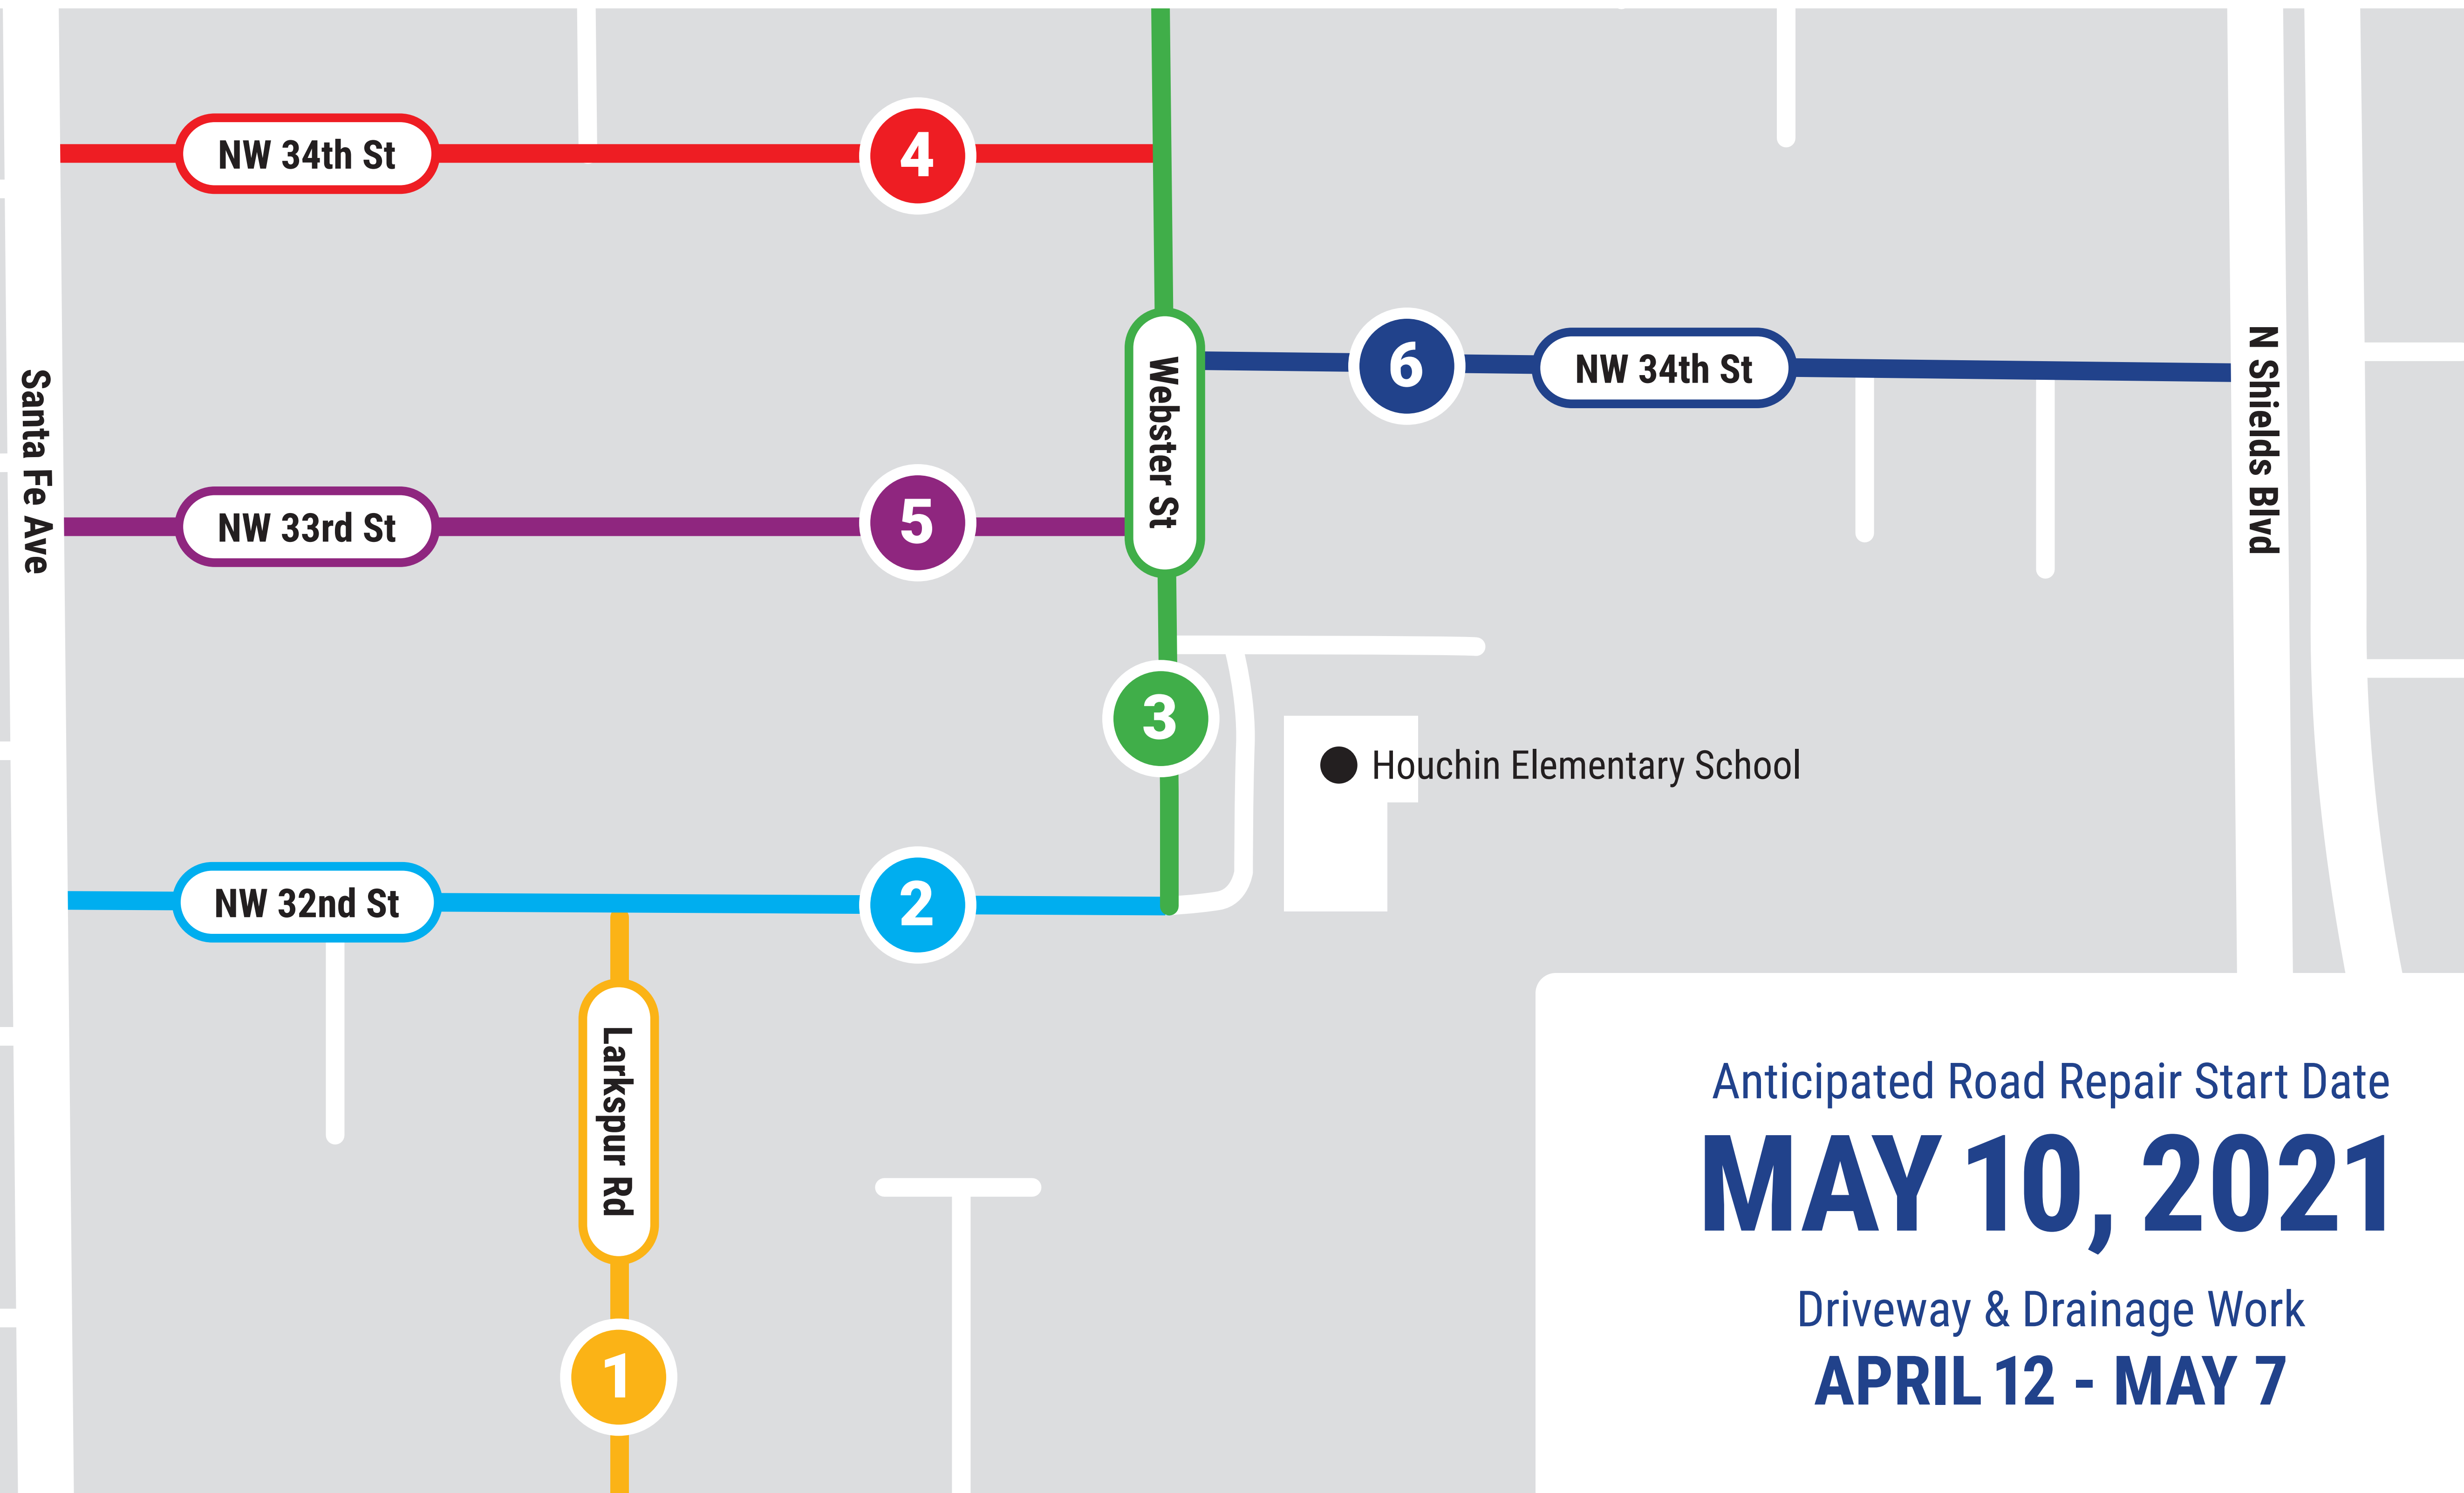 NW 34th St
4
6
NW 34th St
Webster St
N Shields Blvd
Santa Fe Ave
NW 33rd St
5
3
Houchin Elementary School
NW 32nd St
2
Larkspur Rd
1
Anticipated Road Repair Start Date
MAY 10, 2021
Driveway & Drainage Work
APRIL 12 - MAY 7